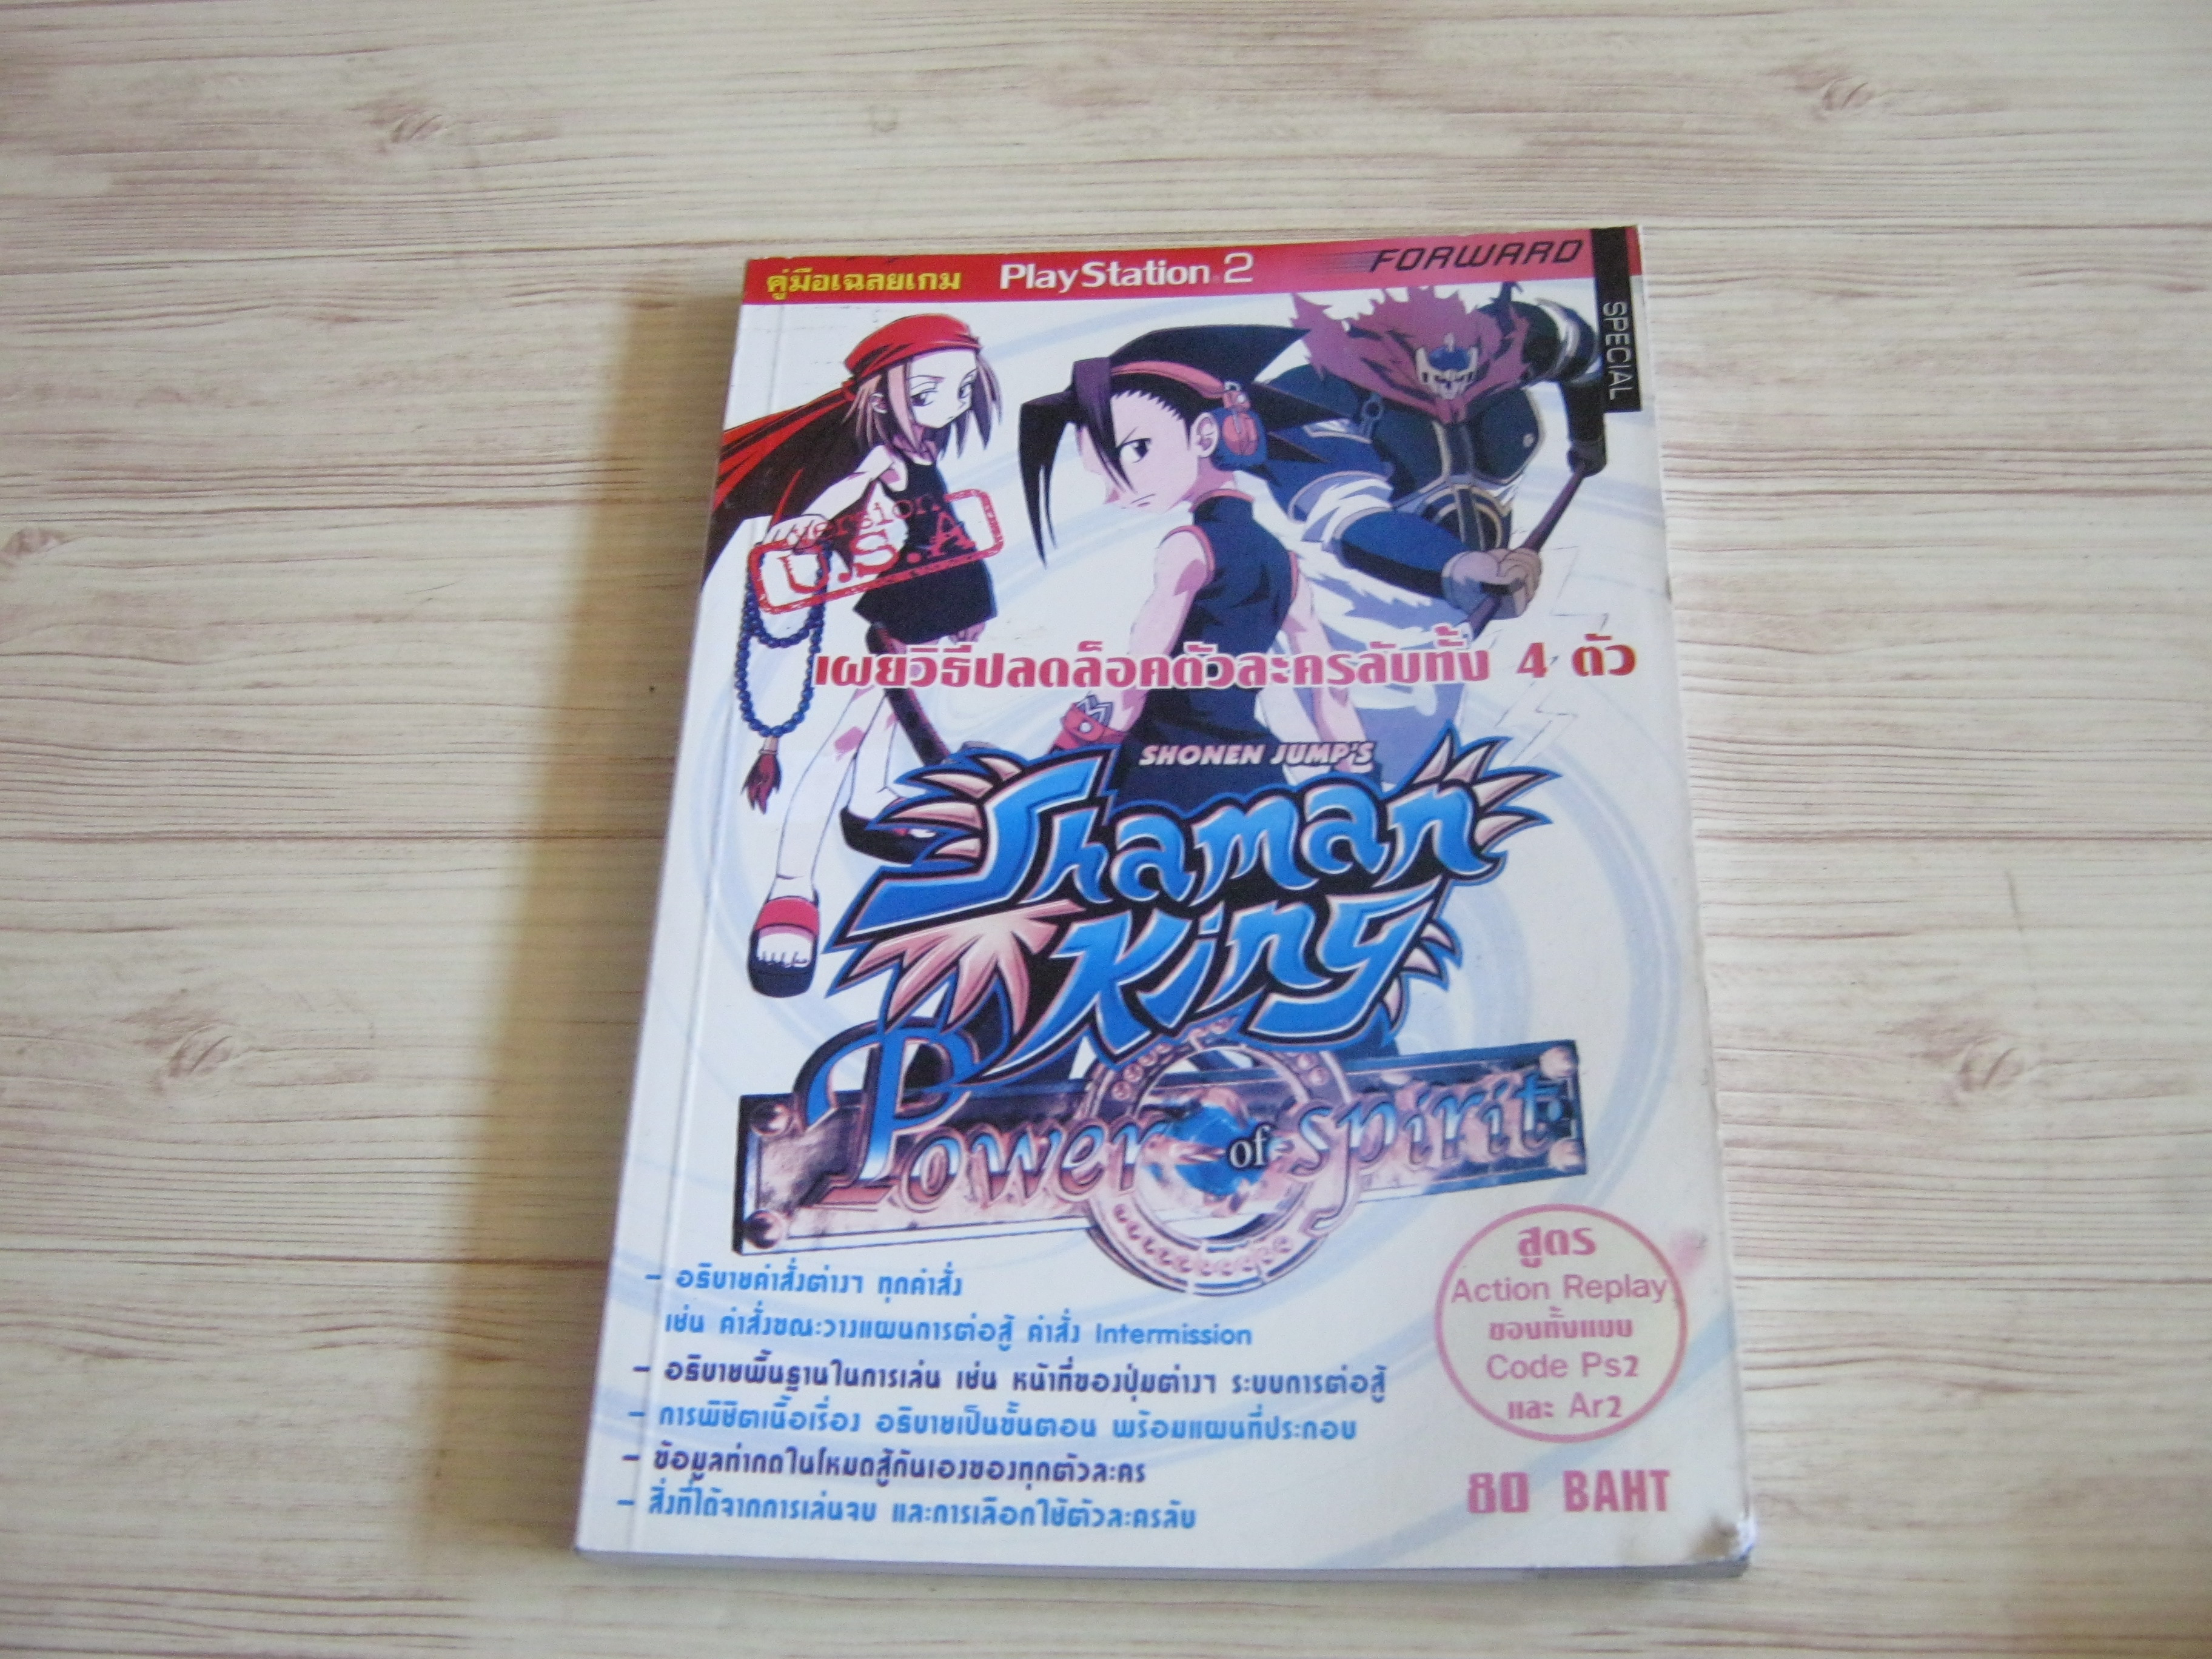 คู่มือเฉลยเกม PlayStation 2 FORWARD
SPECIAL
Version
U.S.A
เผยวิธีปลดล็อคตัวละครลับทั้ง 4 ตัว
SHONEN JUMP'S
Shaman
King
Power of spirit
- อธิบายคำสั่งต่างๆ ทุกคำสั่ง
เช่น คำสั่งขณะวางแผนการต่อสู้ คำสั่ง Intermission
- อธิบายพื้นฐานในการเล่น เช่น หน้าที่ของปุ่มต่างๆ ระบบการต่อสู้
- การพิชิตเนื้อเรื่อง อธิบายเป็นขั้นตอน พร้อมแผนที่ประกอบ
- ข้อมูลท่ากดในโหมดสู้กันเองของทุกตัวละคร
- สิ่งที่ได้จากการเล่นจบ และการเลือกใช้ตัวละครลับ
สูตร
Action Replay
ของทั้งแบบ
Code Ps2
และ Ar2
80 BAHT